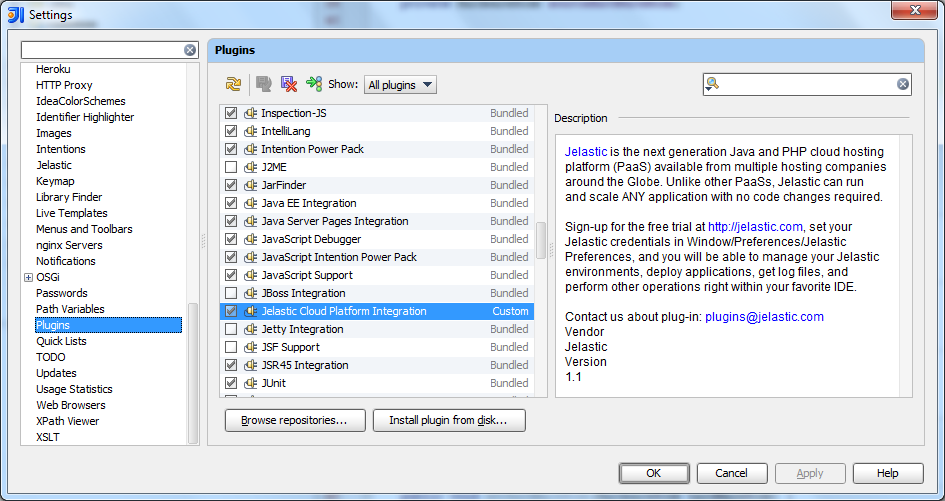 Settings
Plugins
Heroku
HTTP Proxy
IdeaColorSchemes
Identifier Highlighter
Images
Intentions
Jelastic
Keymap
Library Finder
Live Templates
Menus and Toolbars
nginx Servers
Notifications
OSGi
Passwords
Path Variables
Plugins
Quick Lists
TODO
Updates
Usage Statistics
Web Browsers
XPath Viewer
XSLT
Show: All plugins
Inspection-JS Bundled
IntelliLang Bundled
Intention Power Pack Bundled
J2ME Bundled
JarFinder Bundled
Java EE Integration Bundled
Java Server Pages Integration Bundled
JavaScript Debugger Bundled
JavaScript Intention Power Pack Bundled
JavaScript Support Bundled
JBoss Integration Bundled
Jelastic Cloud Platform Integration Custom
Jetty Integration Bundled
JSF Support Bundled
JSR45 Integration Bundled
JUnit Bundled
Browse repositories...
Install plugin from disk...
Description
Jelastic is the next generation Java and PHP cloud hosting
platform (PaaS) available from multiple hosting companies
around the Globe. Unlike other PaaSs, Jelastic can run
and scale ANY application with no code changes required.
Sign-up for the free trial at http://jelastic.com, set your
Jelastic credentials in Window/Preferences/Jelastic
Preferences, and you will be able to manage your Jelastic
environments, deploy applications, get log files, and
perform other operations right within your favorite IDE.
Contact us about plug-in: plugins@jelastic.com
Vendor
Jelastic
Version
1.1
OK
Cancel
Apply
Help